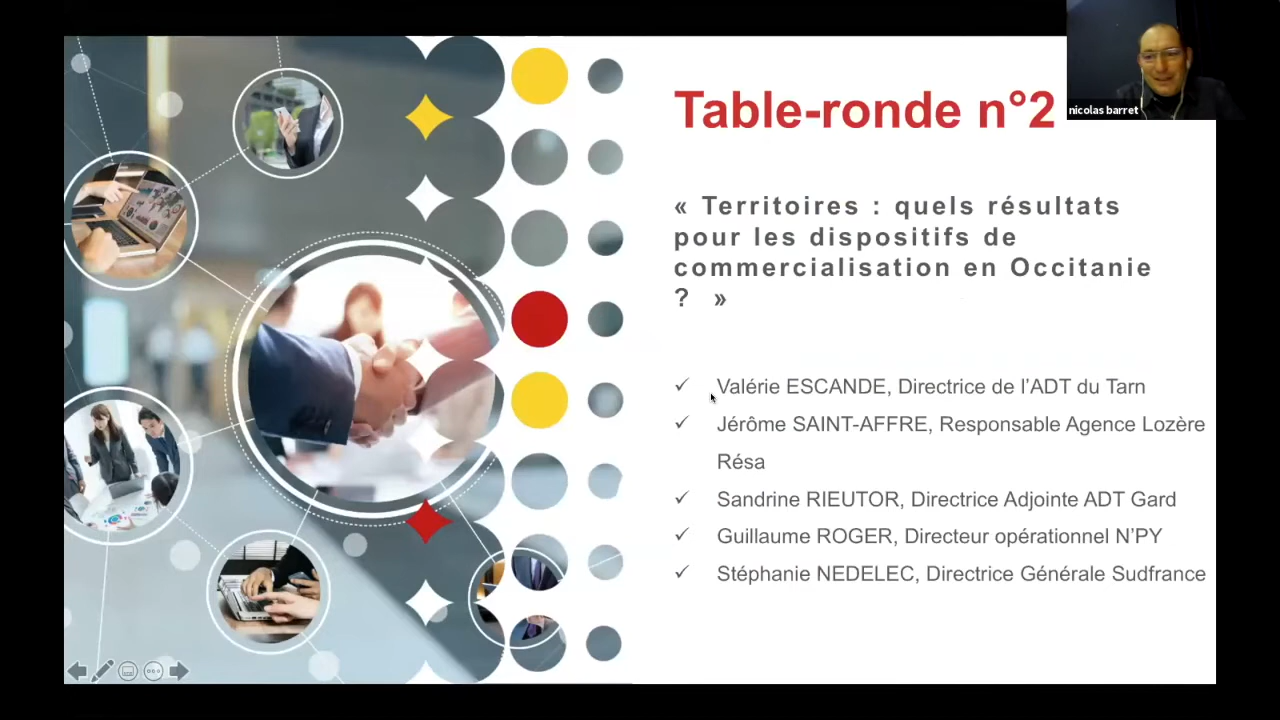 Table-ronde n°2
nicolas barret
« Territoires : quels résultats
pour les dispositifs de
commercialisation en Occitanie
? »
✓ Valérie ESCANDE, Directrice de l'ADT du Tarn
✓ Jérôme SAINT-AFFRE, Responsable Agence Lozère
Résa
✓ Sandrine RIEUTOR, Directrice Adjointe ADT Gard
✓ Guillaume ROGER, Directeur opérationnel N'PY
✓ Stéphanie NEDELEC, Directrice Générale Sudfrance